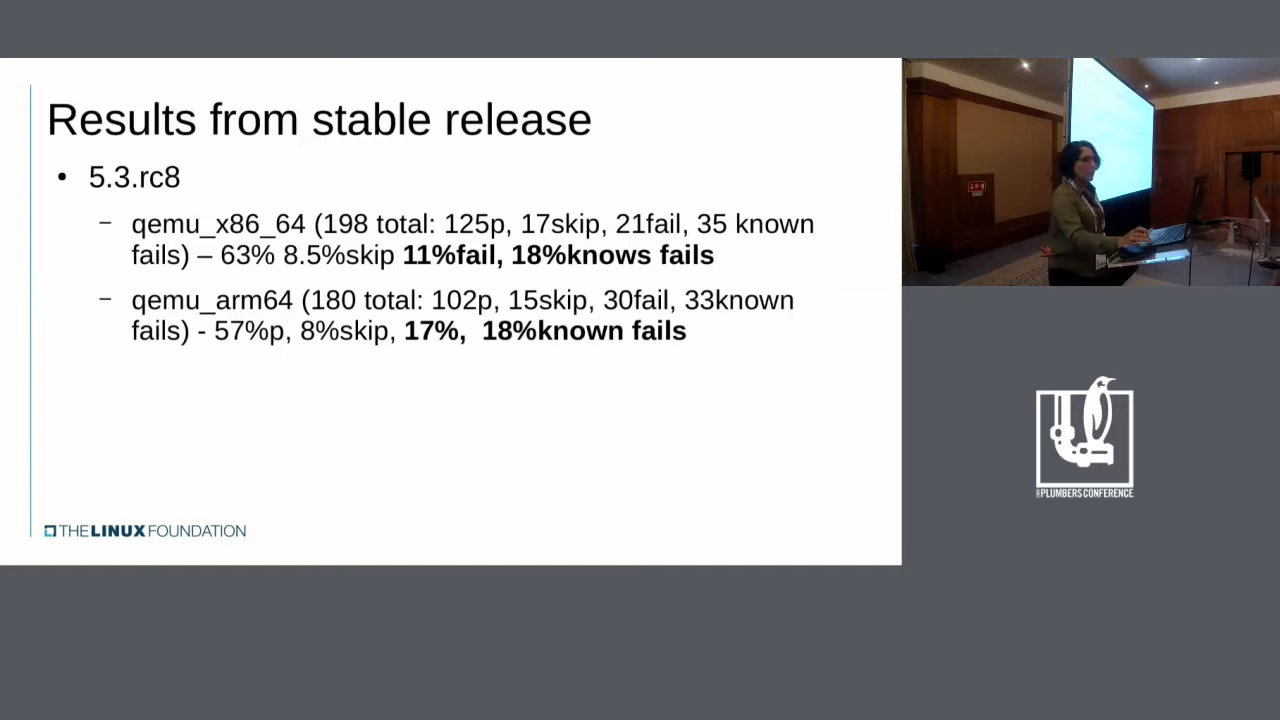 Results from stable release
• 5.3.rc8
– qemu_x86_64 (198 total: 125p, 17skip, 21fail, 35 known
fails) – 63% 8.5%skip 11%fail, 18%knows fails
– qemu_arm64 (180 total: 102p, 15skip, 30fail, 33known
fails) - 57%p, 8%skip, 17%, 18%known fails
THE LINUX FOUNDATION
PLUMBERS CONFERENCE